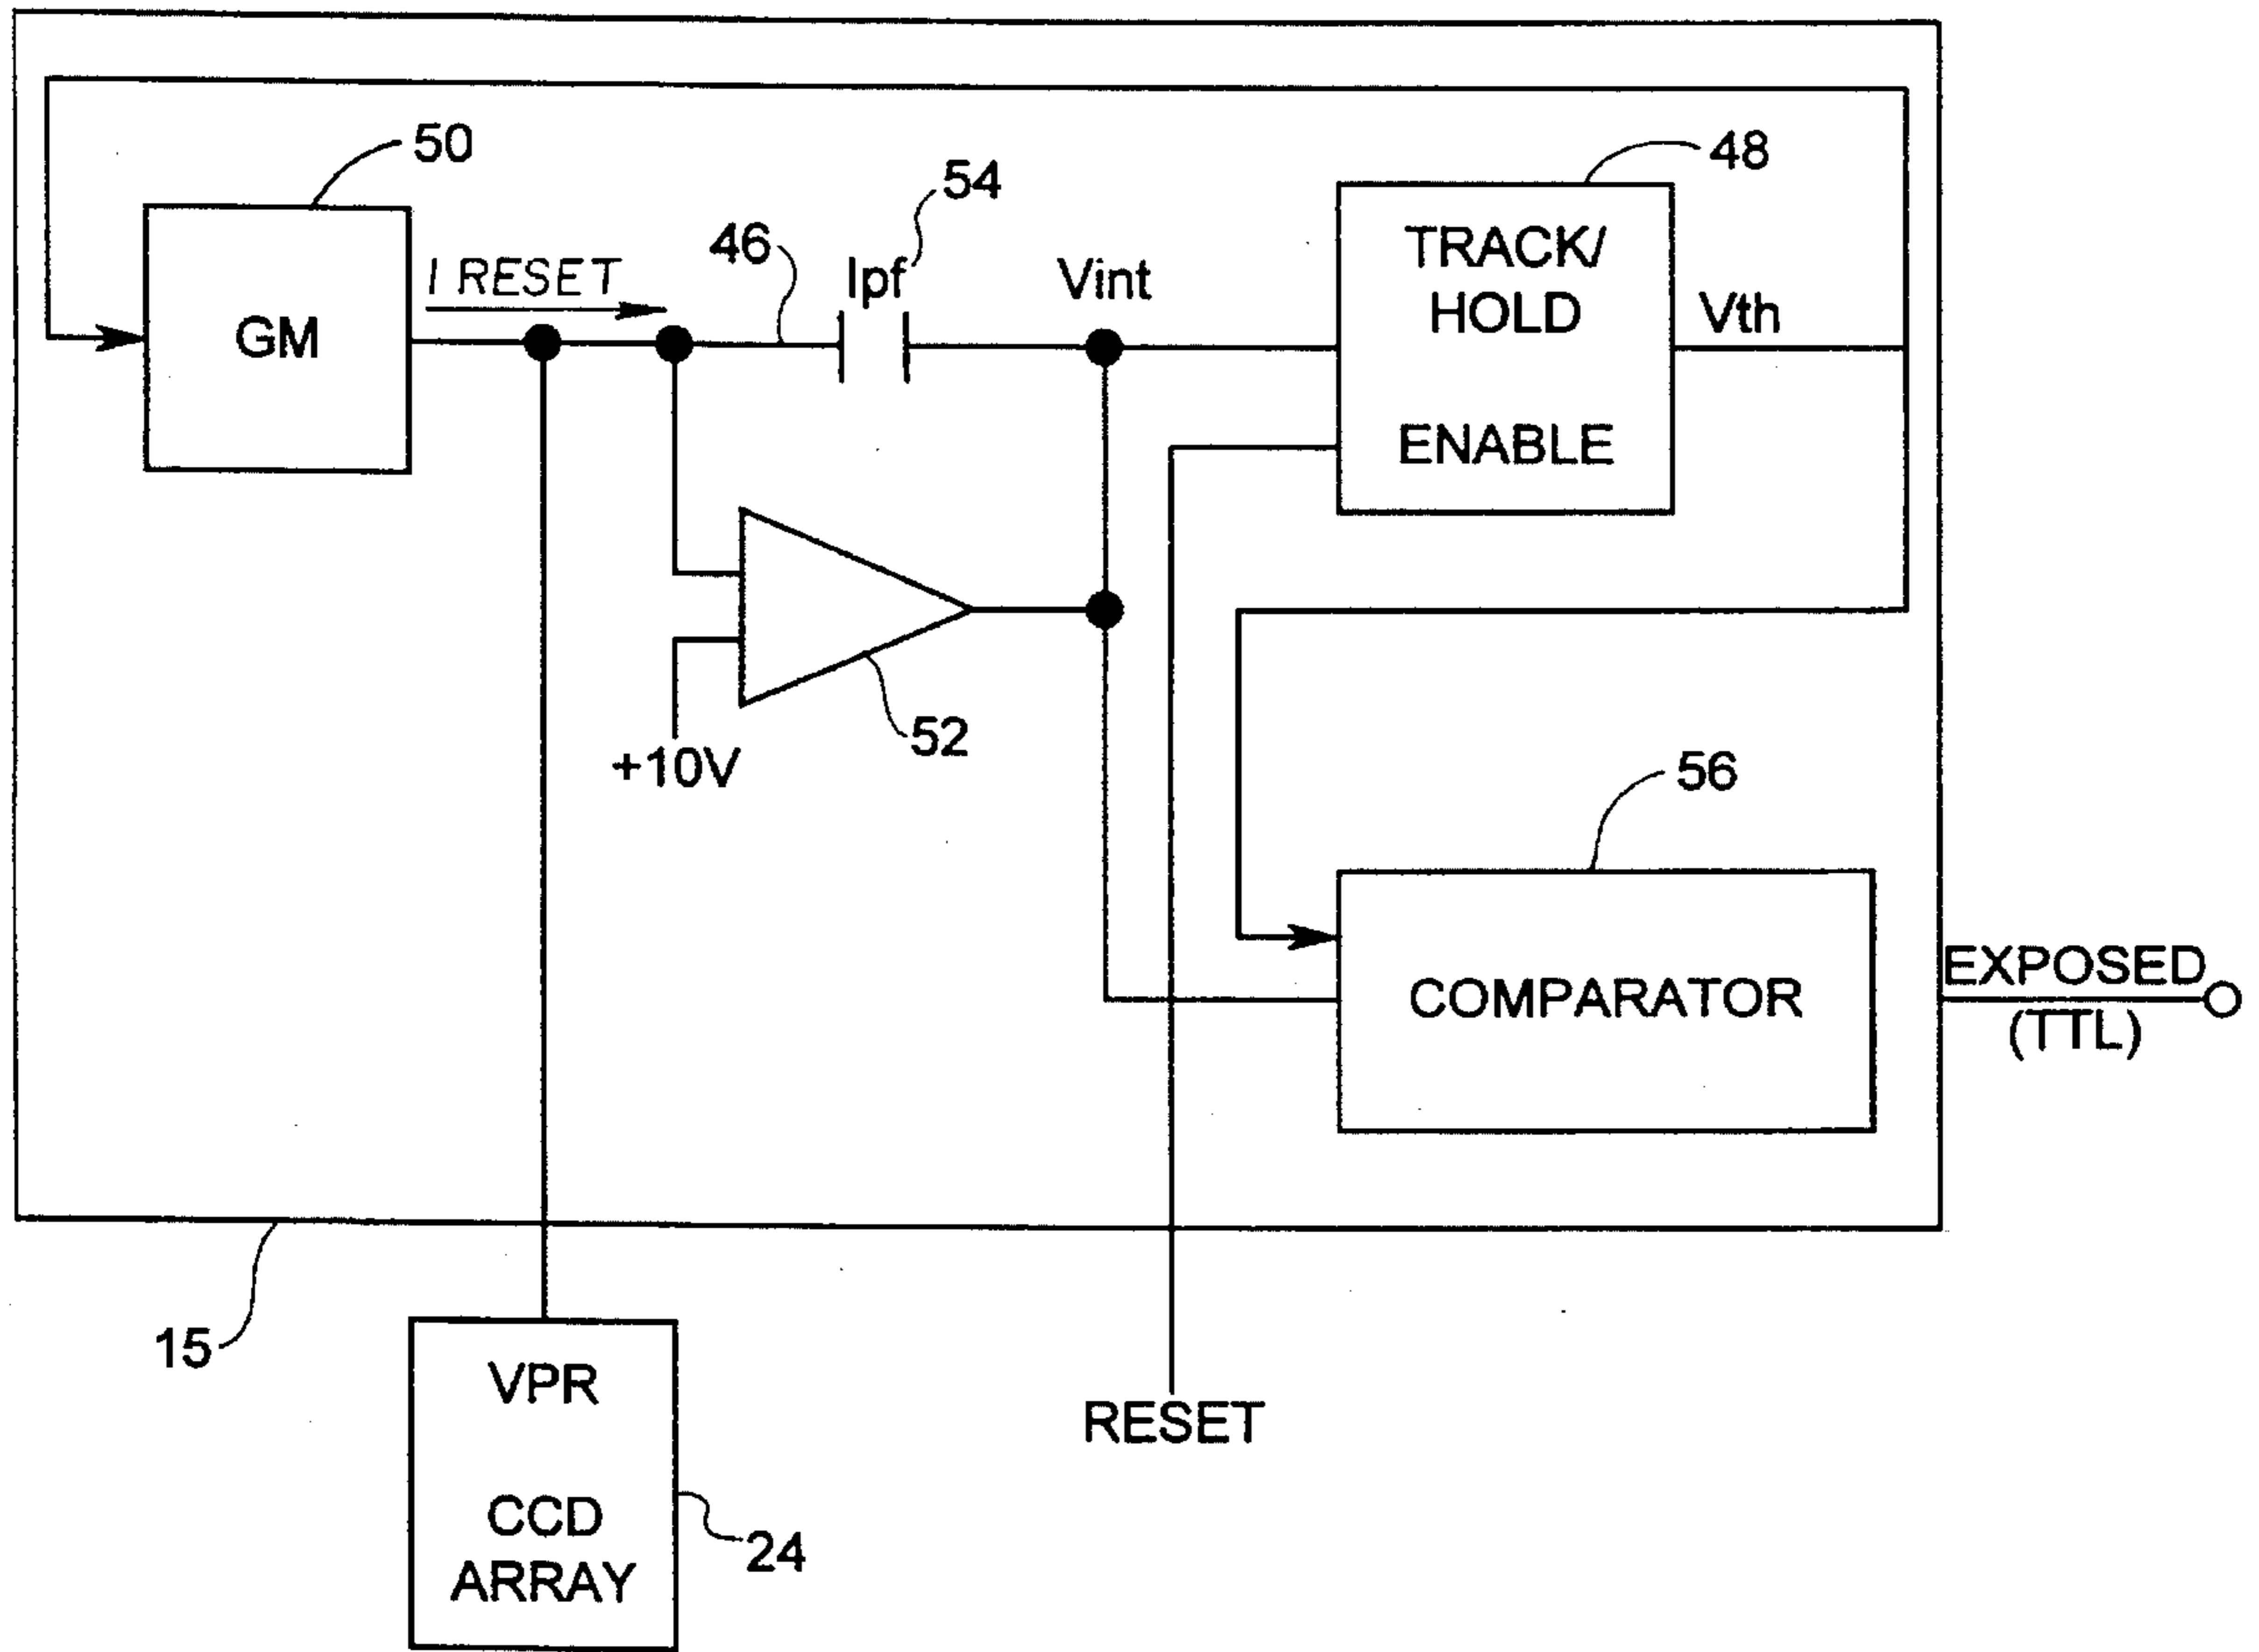 50
48
54
46
I RESET
Ipf
Vint
TRACK/
HOLD
Vth
GM
ENABLE
52
+10V
56
EXPOSED
COMPARATOR
(TTL)
15
VPR
RESET
CCD
24
ARRAY